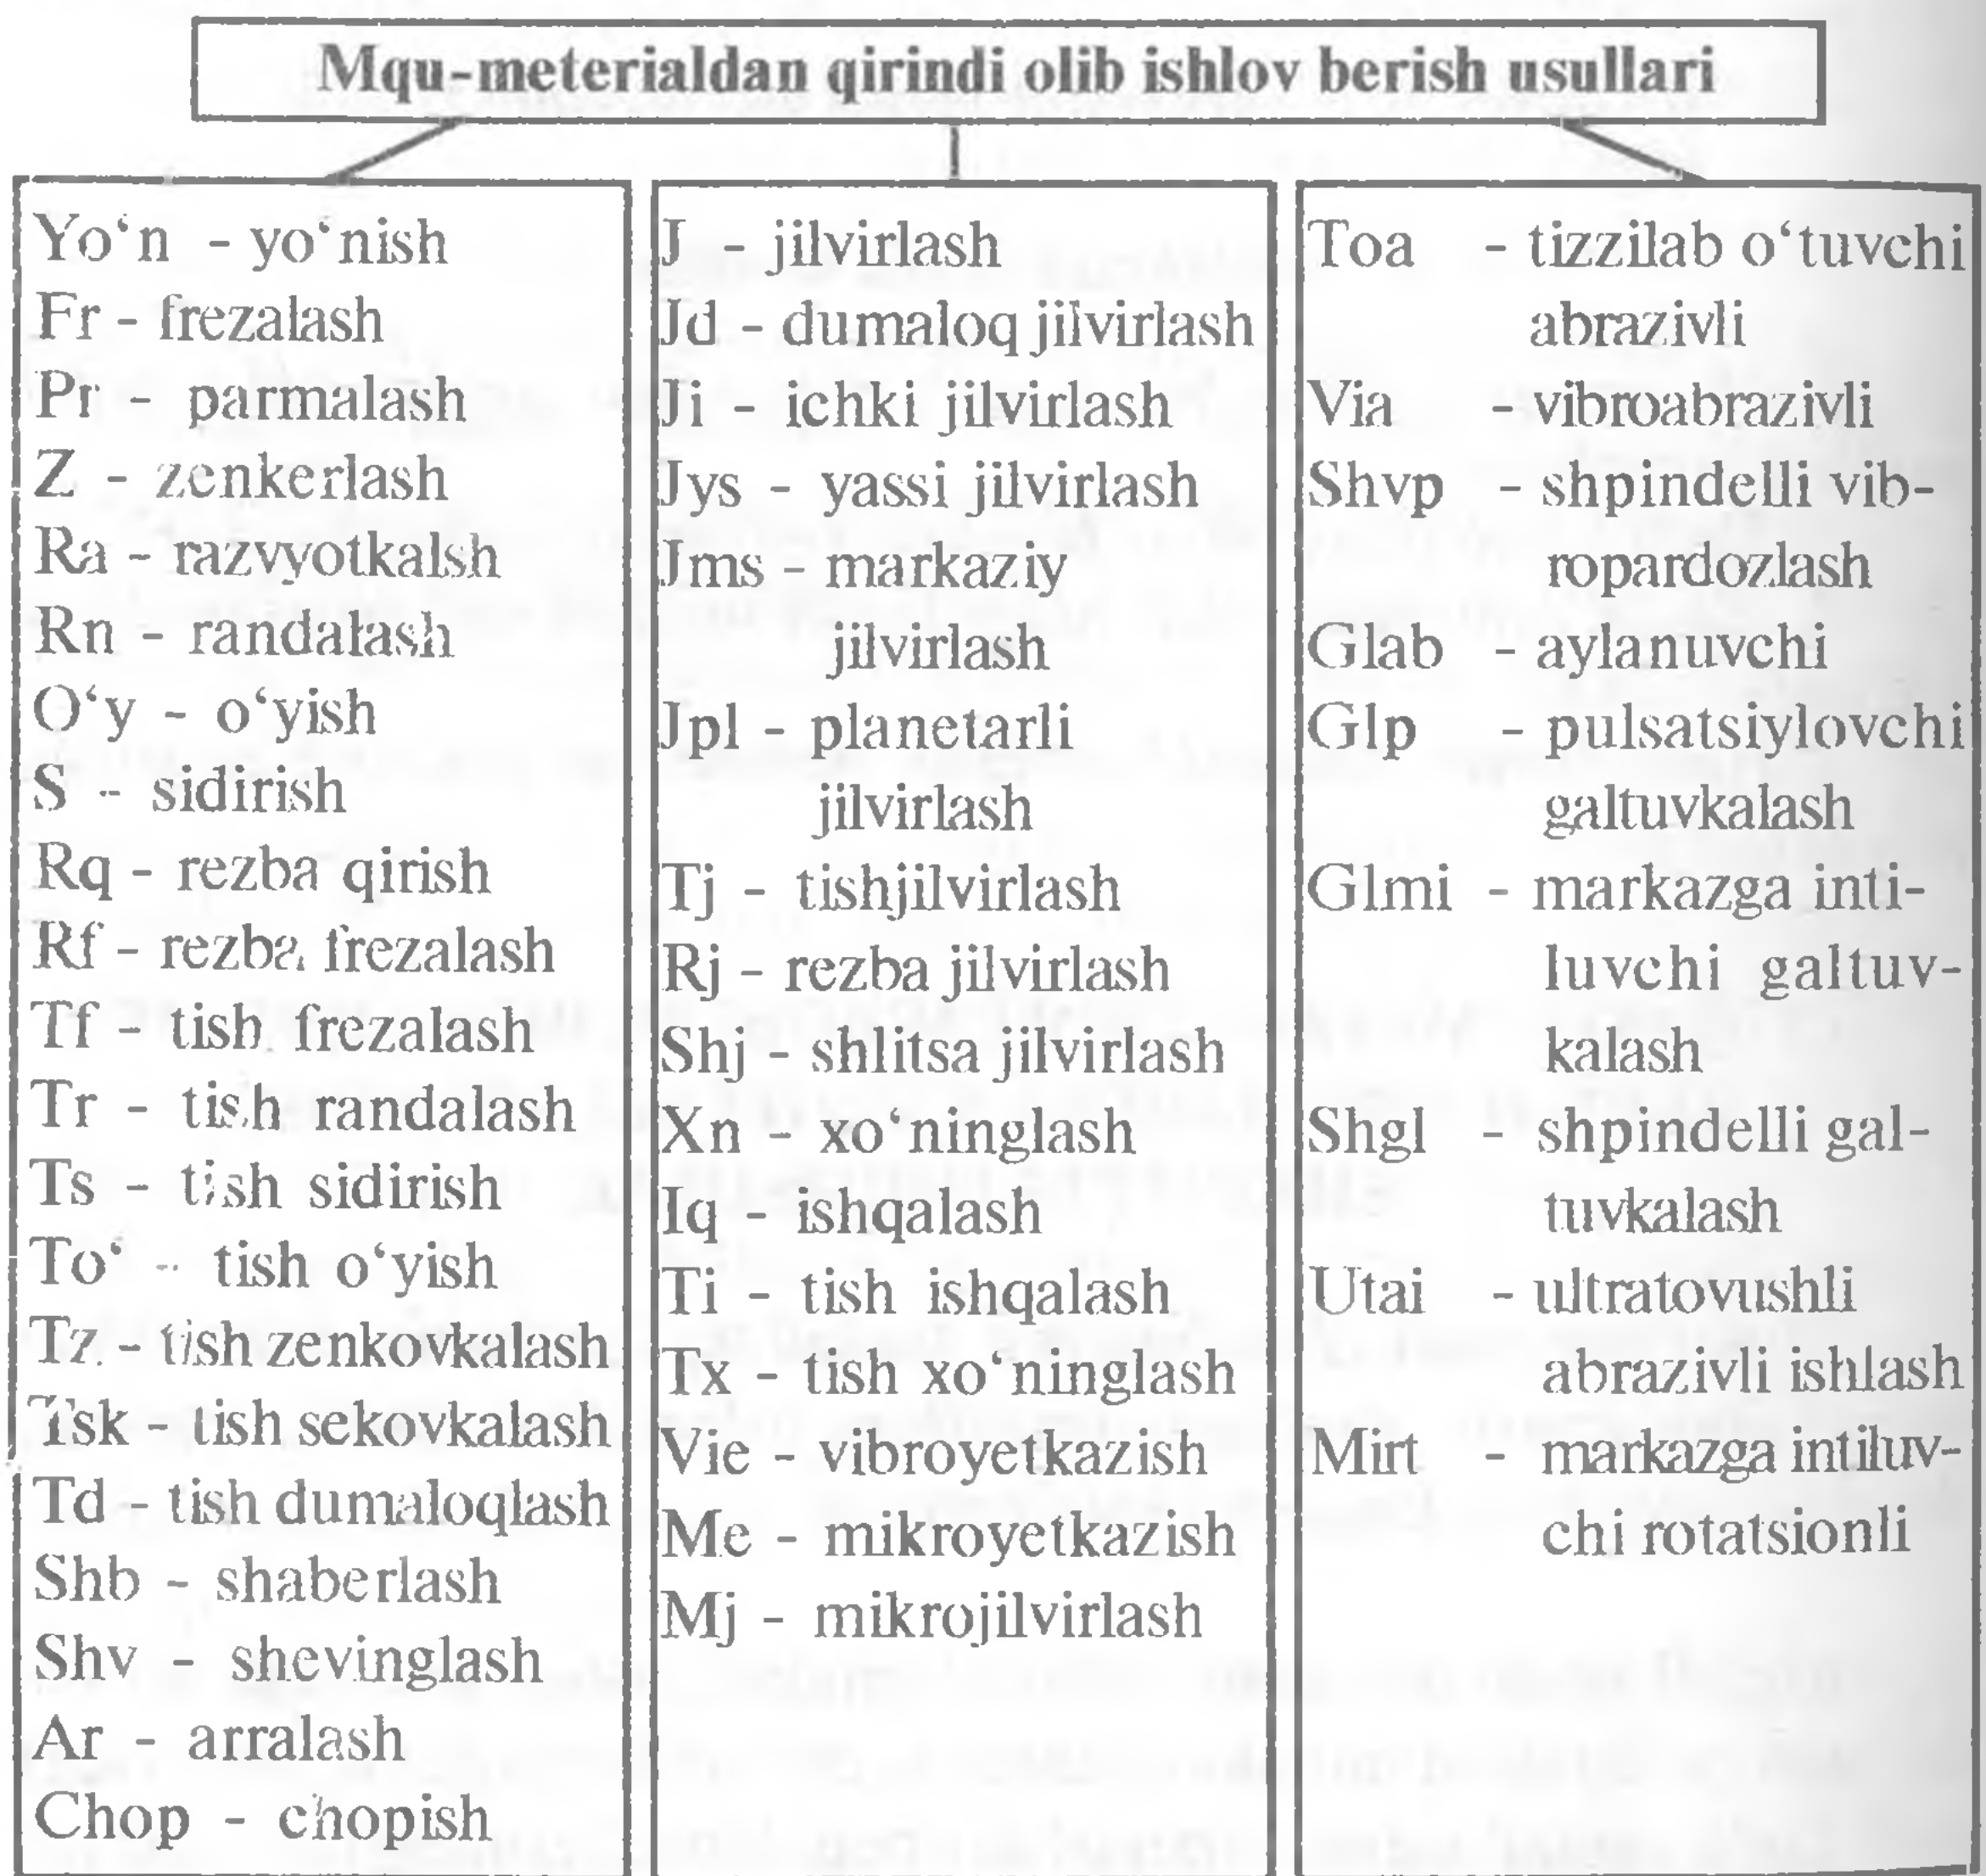 Mqu-meterialdan qirindi olib ishlov berish usullari
Yo‘n - yo‘nish
Fr - frezalash
Pr - parmalash
Z - zenkerlash
Ra - razvyotkalsh
Rn - randalash
O‘y - o‘yish
S - sidirish
Rq - rezba qirish
Rf - rezba frezalash
Tf - tish frezalash
Tr - tish randalash
Ts - tish sidirish
To‘ - tish o‘yish
Tz - tish zenkovkalash
Tsk - tish sekovkalash
Td - tish dumaloqlash
Shb - shaberlash
Shv - shevinglash
Ar - arralash
Chop - chopish
J - jilvirlash
Jd - dumaloq jilvirlash
Ji - ichki jilvirlash
Jys - yassi jilvirlash
Jms - markaziy
jilvirlash
Jpl - planetarli
jilvirlash
Tj - tishjilvirlash
Rj - rezba jilvirlash
Shj - shlitsa jilvirlash
Xn - xo‘ninglash
Iq - ishqalash
Ti - tish ishqalash
Tx - tish xo‘ninglash
Vie - vibroyetkazish
Me - mikroyetkazish
Mj - mikrojilvirlash
Toa - tizzilab o‘tuvchi
abrazivli
Via - vibroabrazivli
Shvp - shpindelli vib-
ropardozlash
Glab - aylanuvchi
Glp - pulsatsiylovchi
galtuvkalash
Glmi - markazga inti-
luvchi galtuv-
kalash
Shgl - shpindelli gal-
tuvkalash
Utai - ultratovushli
abrazivli ishlash
Mirt - markazga intiluv-
chi rotatsionli